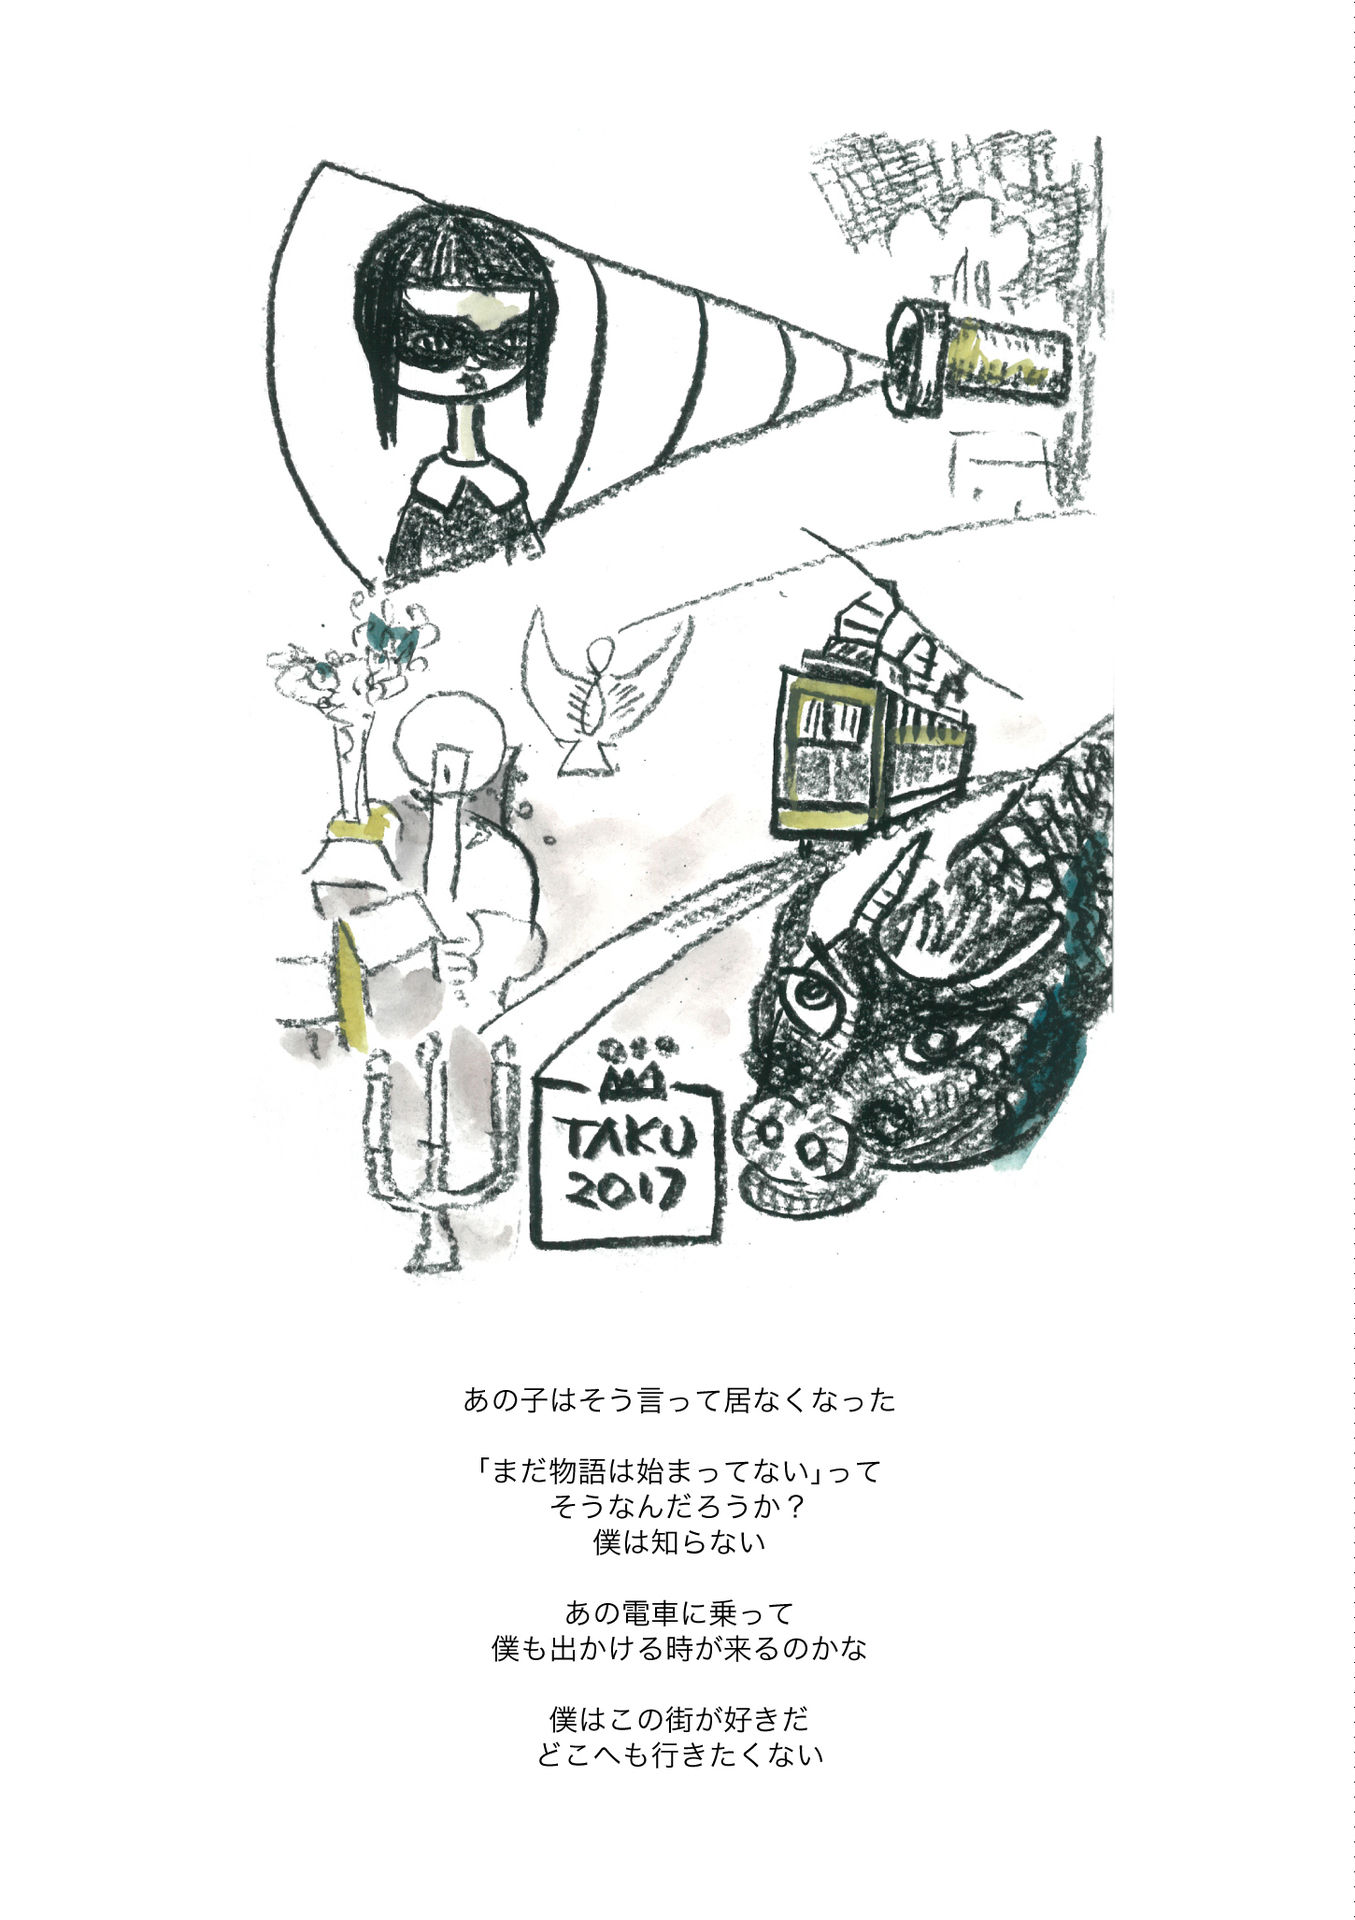 TAKU
2017
あの子はそう言って居なくなった
「まだ物語は始まってない」って
そうなんだろうか？
僕は知らない
あの電車に乗って
僕も出かける時が来るのかな
僕はこの街が好きだ
どこへも行きたくない